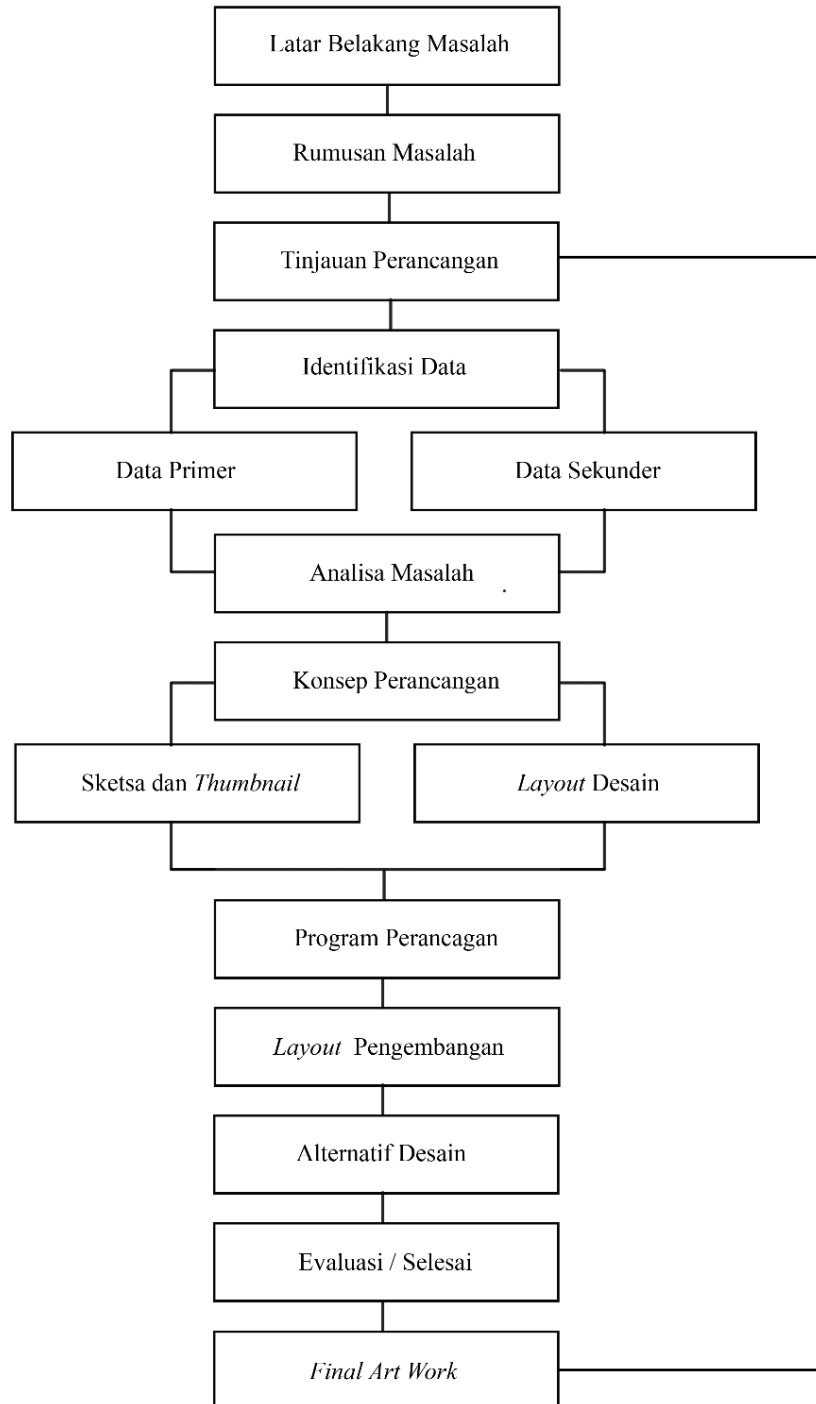 Latar Belakang Masalah
Rumusan Masalah
Tinjauan Perancangan
Identifikasi Data
Data Primer
Data Sekunder
Analisa Masalah
Konsep Perancangan
Sketsa dan Thumbnail
Layout Desain
Program Perancagan
Layout Pengembangan
Alternatif Desain
Evaluasi / Selesai
Final Art Work